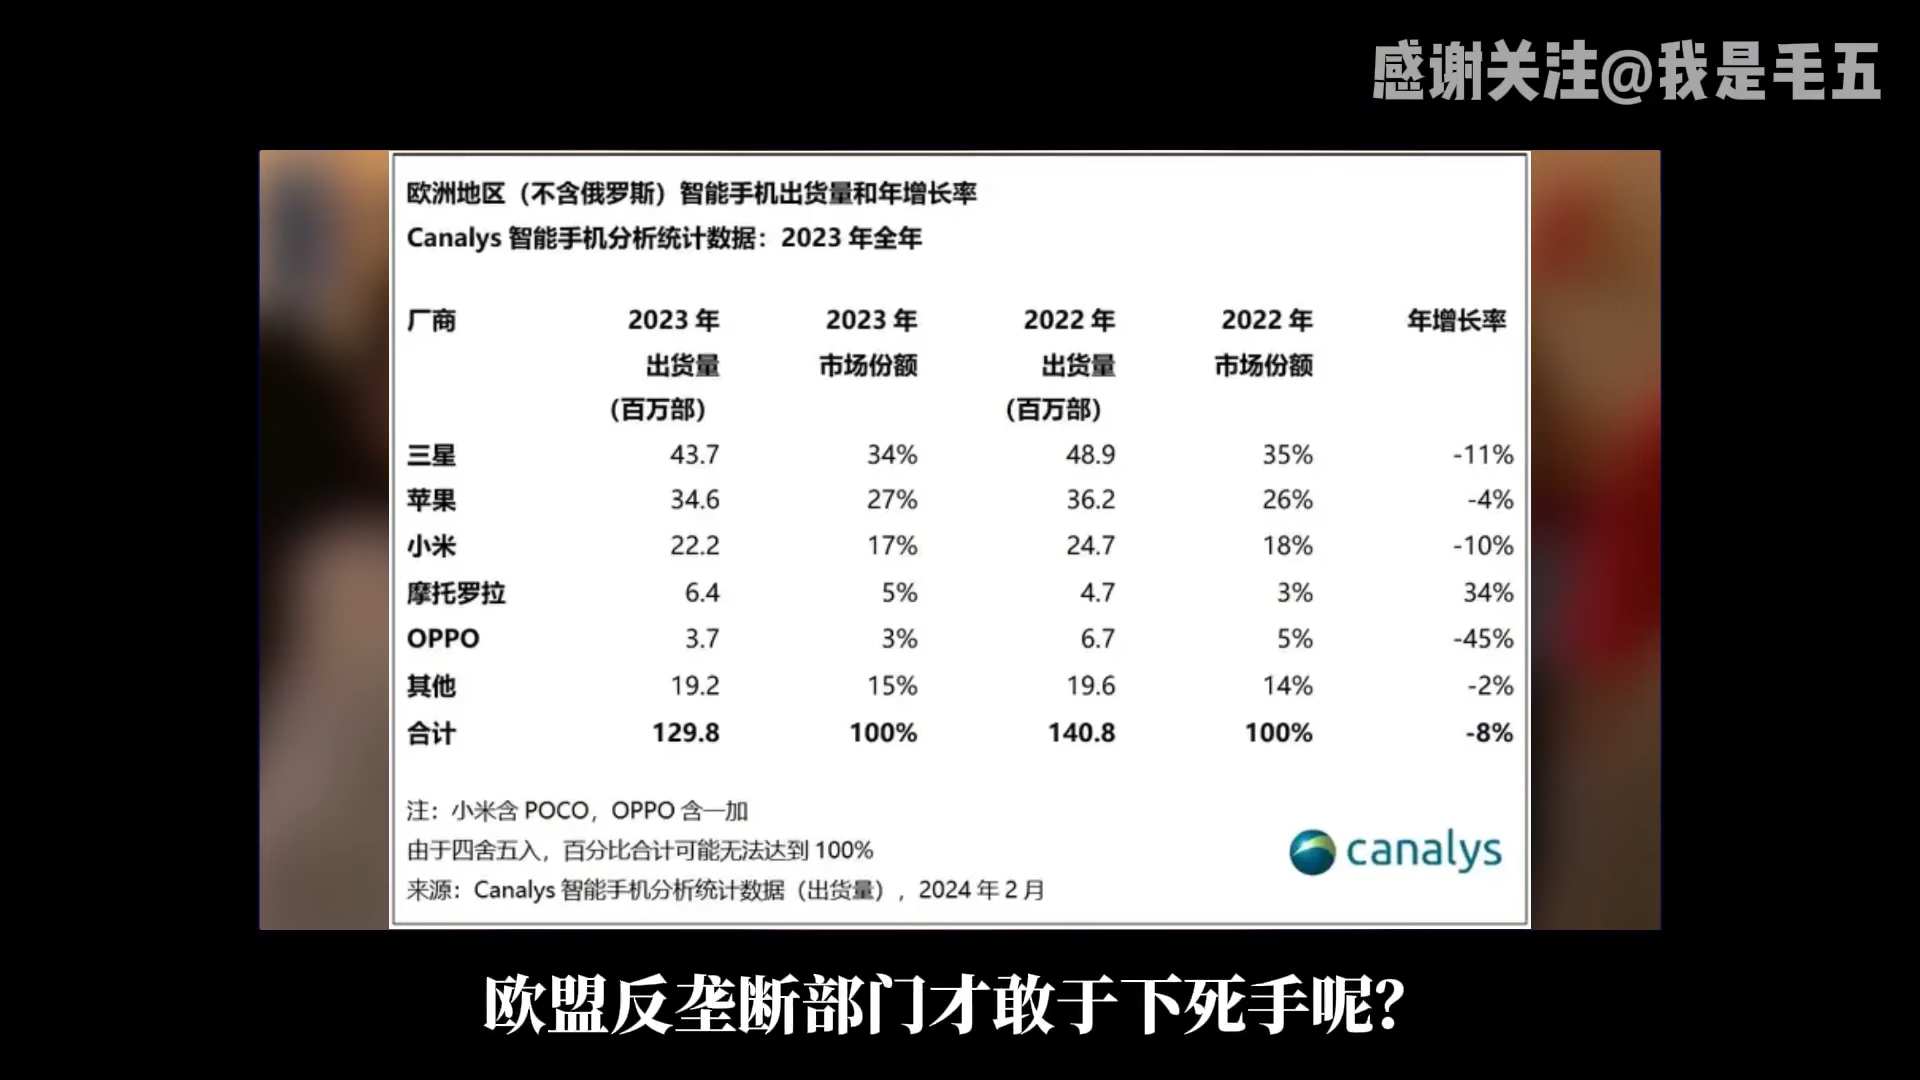 感谢关注@我是毛五
欧洲地区（不含俄罗斯）智能手机出货量和年增长率
Canalys 智能手机分析统计数据：2023 年全年
厂商 2023 年 2023 年 2022 年 2022 年 年增长率
出货量 市场份额 出货量 市场份额
（百万部） （百万部）
三星 43.7 34% 48.9 35% -11%
苹果 34.6 27% 36.2 26% -4%
小米 22.2 17% 24.7 18% -10%
摩托罗拉 6.4 5% 4.7 3% 34%
OPPO 3.7 3% 6.7 5% -45%
其他 19.2 15% 19.6 14% -2%
合计 129.8 100% 140.8 100% -8%
注：小米含 POCO，OPPO 含一加
由于四舍五入，百分比合计可能无法达到 100%
canalys
来源：Canalys 智能手机分析统计数据（出货量），2024 年 2 月
欧盟反垄断部门才敢于下死手呢？